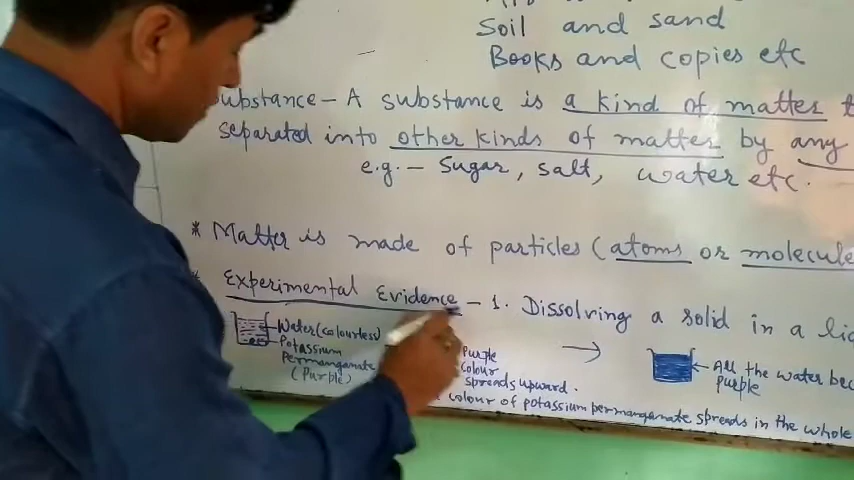 Soil and sand
Books and copies etc
Substance - A substance is a kind of matter
separated into other kinds of matter by any
e.g. - Sugar, salt, water etc.
* Matter is made of particles (atoms or molecule
* Experimental Evidence - 1. Dissolving a solid in a
Water (colourless)
Potassium
Permanganate
(Purple)
Purple
colour
spreads upward.
→
All the water
Purple
colour of potassium permanganate spreads in the whole